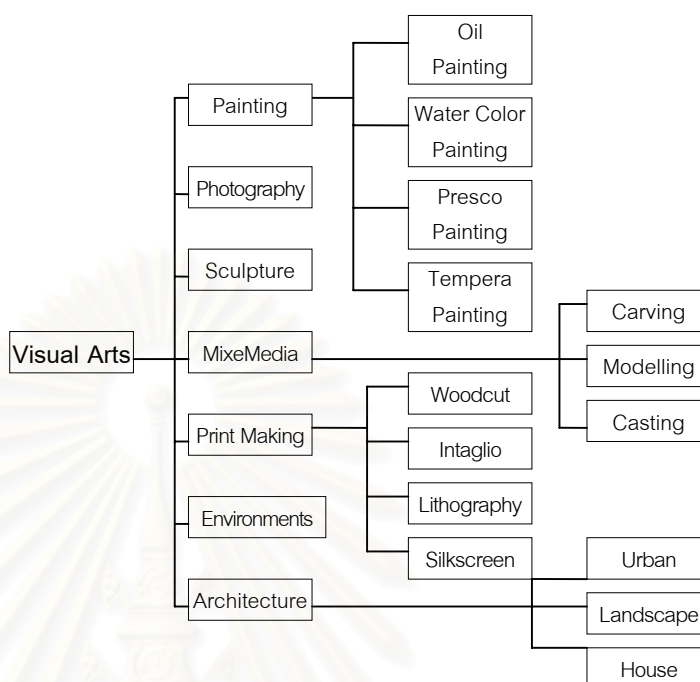 Visual Arts
Painting
Photography
Sculpture
MixeMedia
Print Making
Environments
Architecture
Oil
Painting
Water Color
Painting
Presco
Painting
Tempera
Painting
Woodcut
Intaglio
Lithography
Silkscreen
Carving
Modelling
Casting
Urban
Landscape
House